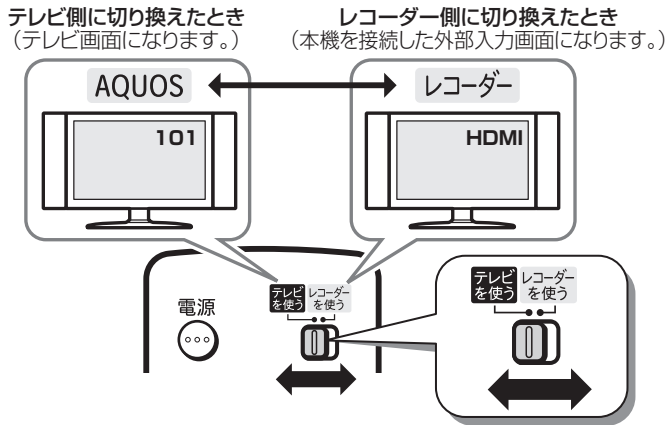 テレビ側に切り換えたとき
(テレビ画面になります。)
レコーダー側に切り換えたとき
(本機を接続した外部入力画面になります。)
AQUOS
レコーダー
101
HDMI
電源
テレビ
を使う
レコーダー
を使う
テレビ
を使う
レコーダー
を使う